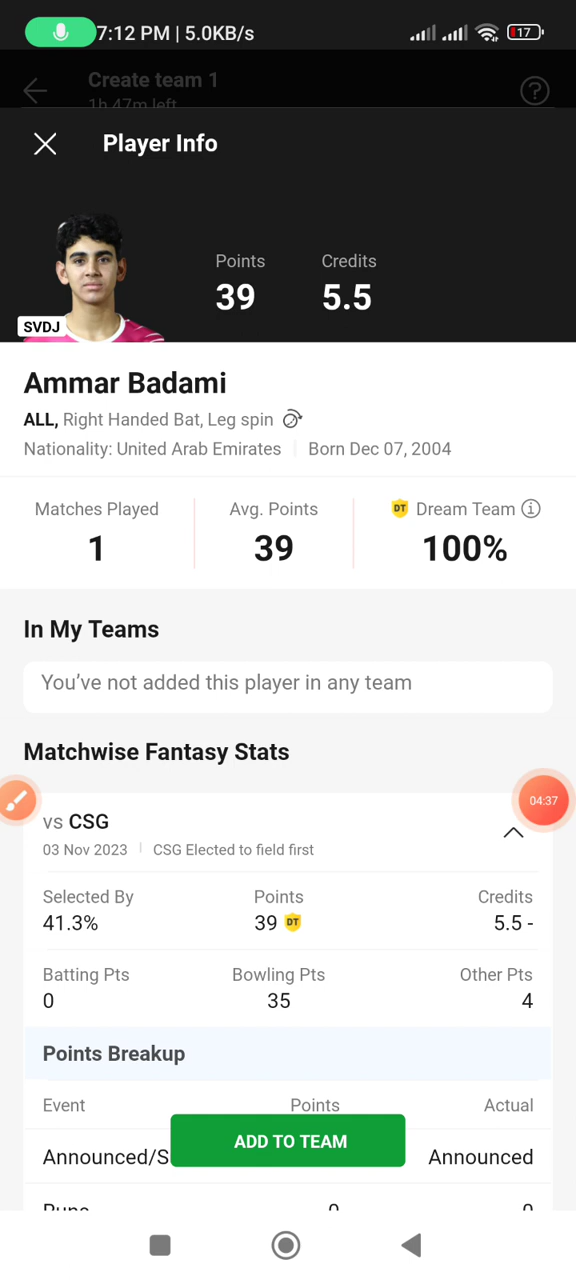 7:12 PM | 5.0KB/s 17
Create team 1
1h 47m left
Player Info
Points Credits
39 5.5
SVDJ
Ammar Badami
ALL, Right Handed Bat, Leg spin
Nationality: United Arab Emirates Born Dec 07, 2004
Matches Played Avg. Points DT Dream Team
1 39 100%
In My Teams
You've not added this player in any team
Matchwise Fantasy Stats
04:37
vs CSG
03 Nov 2023 CSG Elected to field first
Selected By Points Credits
41.3% 39 DT 5.5 -
Batting Pts Bowling Pts Other Pts
0 35 4
Points Breakup
Event Points Actual
ADD TO TEAM
Announced/S Announced
Runs 0 0